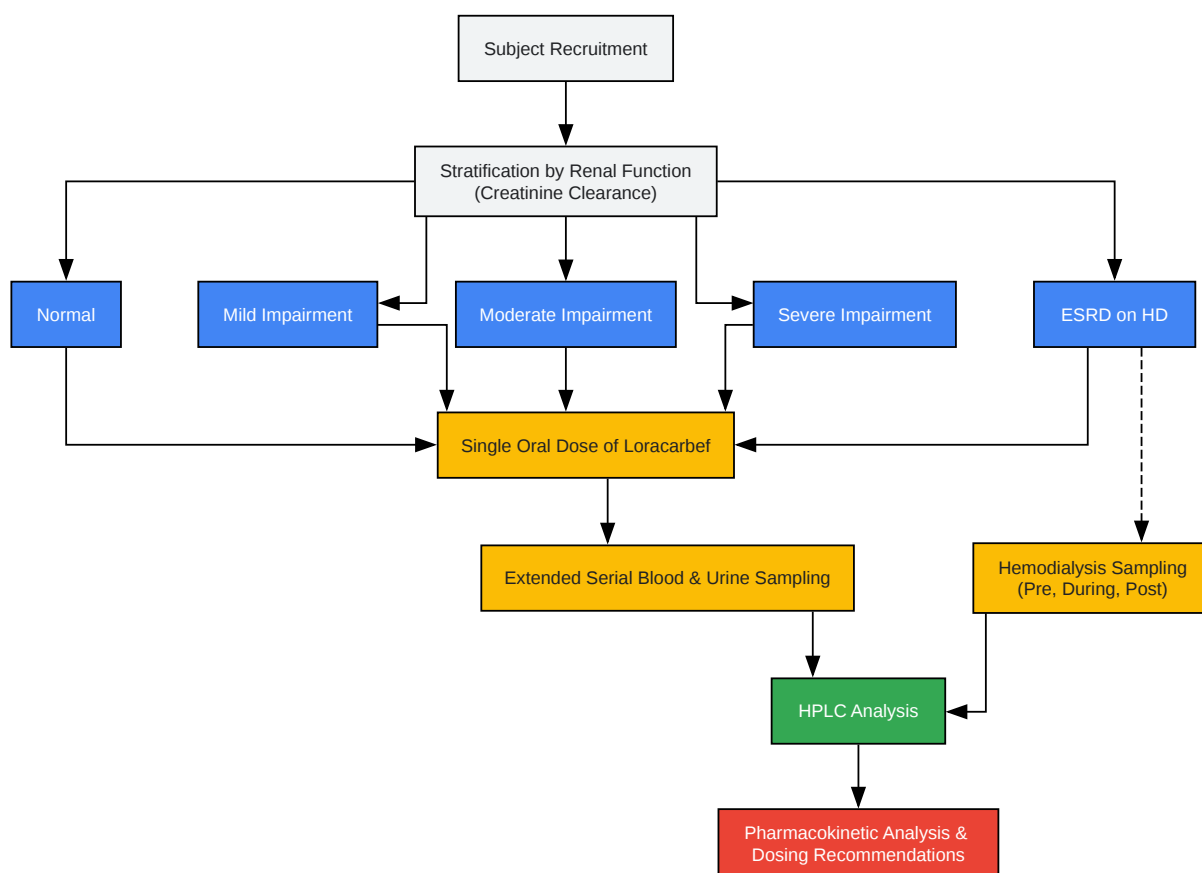 Subject Recruitment
Stratification by Renal Function
(Creatinine Clearance)
Normal
Mild Impairment
Moderate Impairment
Severe Impairment
ESRD on HD
Single Oral Dose of Loracarbef
Extended Serial Blood & Urine Sampling
Hemodialysis Sampling
(Pre, During, Post)
HPLC Analysis
Pharmacokinetic Analysis &
Dosing Recommendations